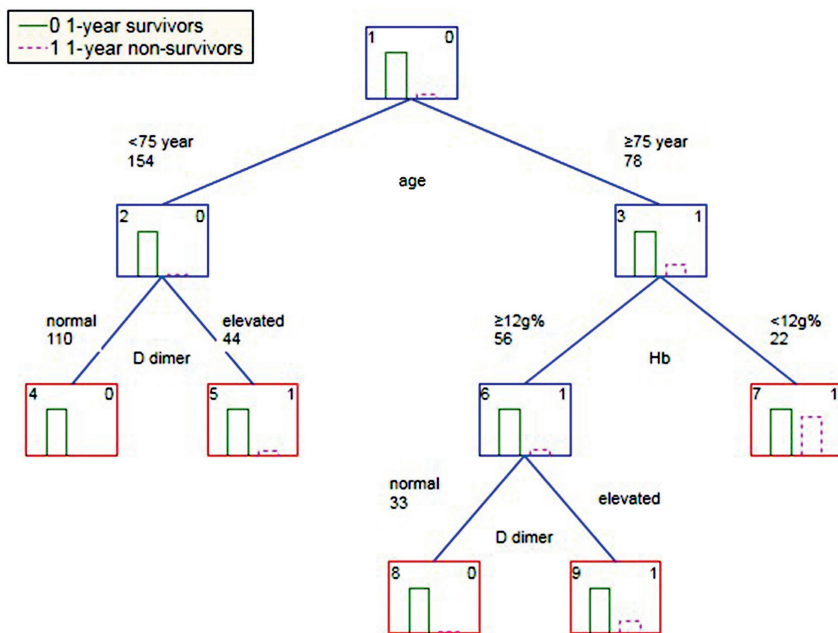 0 1-year survivors
1 1-year non-survivors
1 0
<75 year
154
≥75 year
78
age
2 0
3 1
normal
110
elevated
44
D dimer
≥12g%
56
<12g%
22
Hb
4 0
5 1
6 1
7 1
normal
33
elevated
D dimer
8 0
9 1